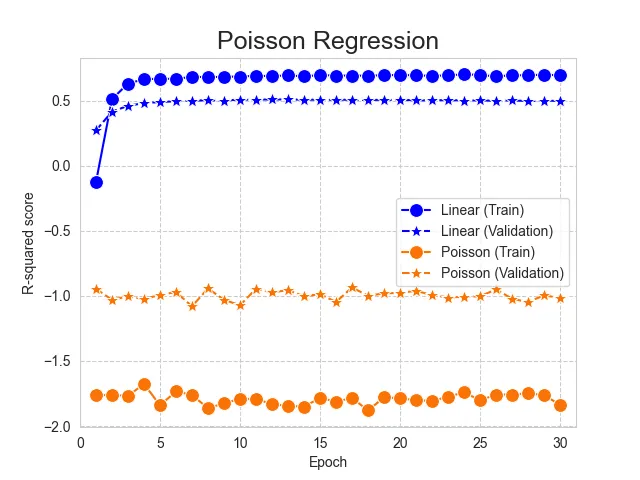 Poisson Regression
R-squared score
0.5
0.0
−0.5
−1.0
−1.5
−2.0
Linear (Train)
Linear (Validation)
Poisson (Train)
Poisson (Validation)
0 5 10 15 20 25 30
Epoch